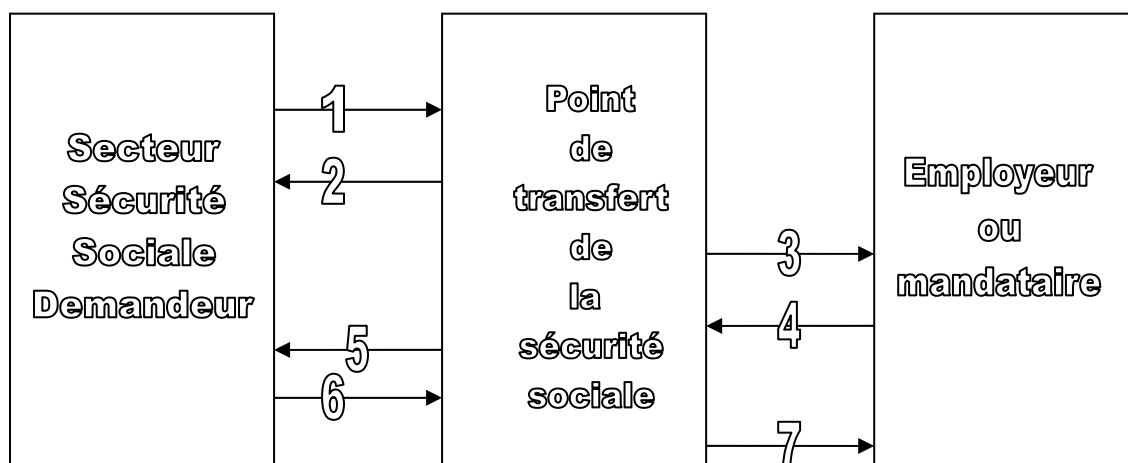 Secteur
Sécurité
Sociale
Demandeur
1
2
5
6
Point
de
transfert
de
la
sécurité
sociale
3
4
7
Employeur
ou
mandataire